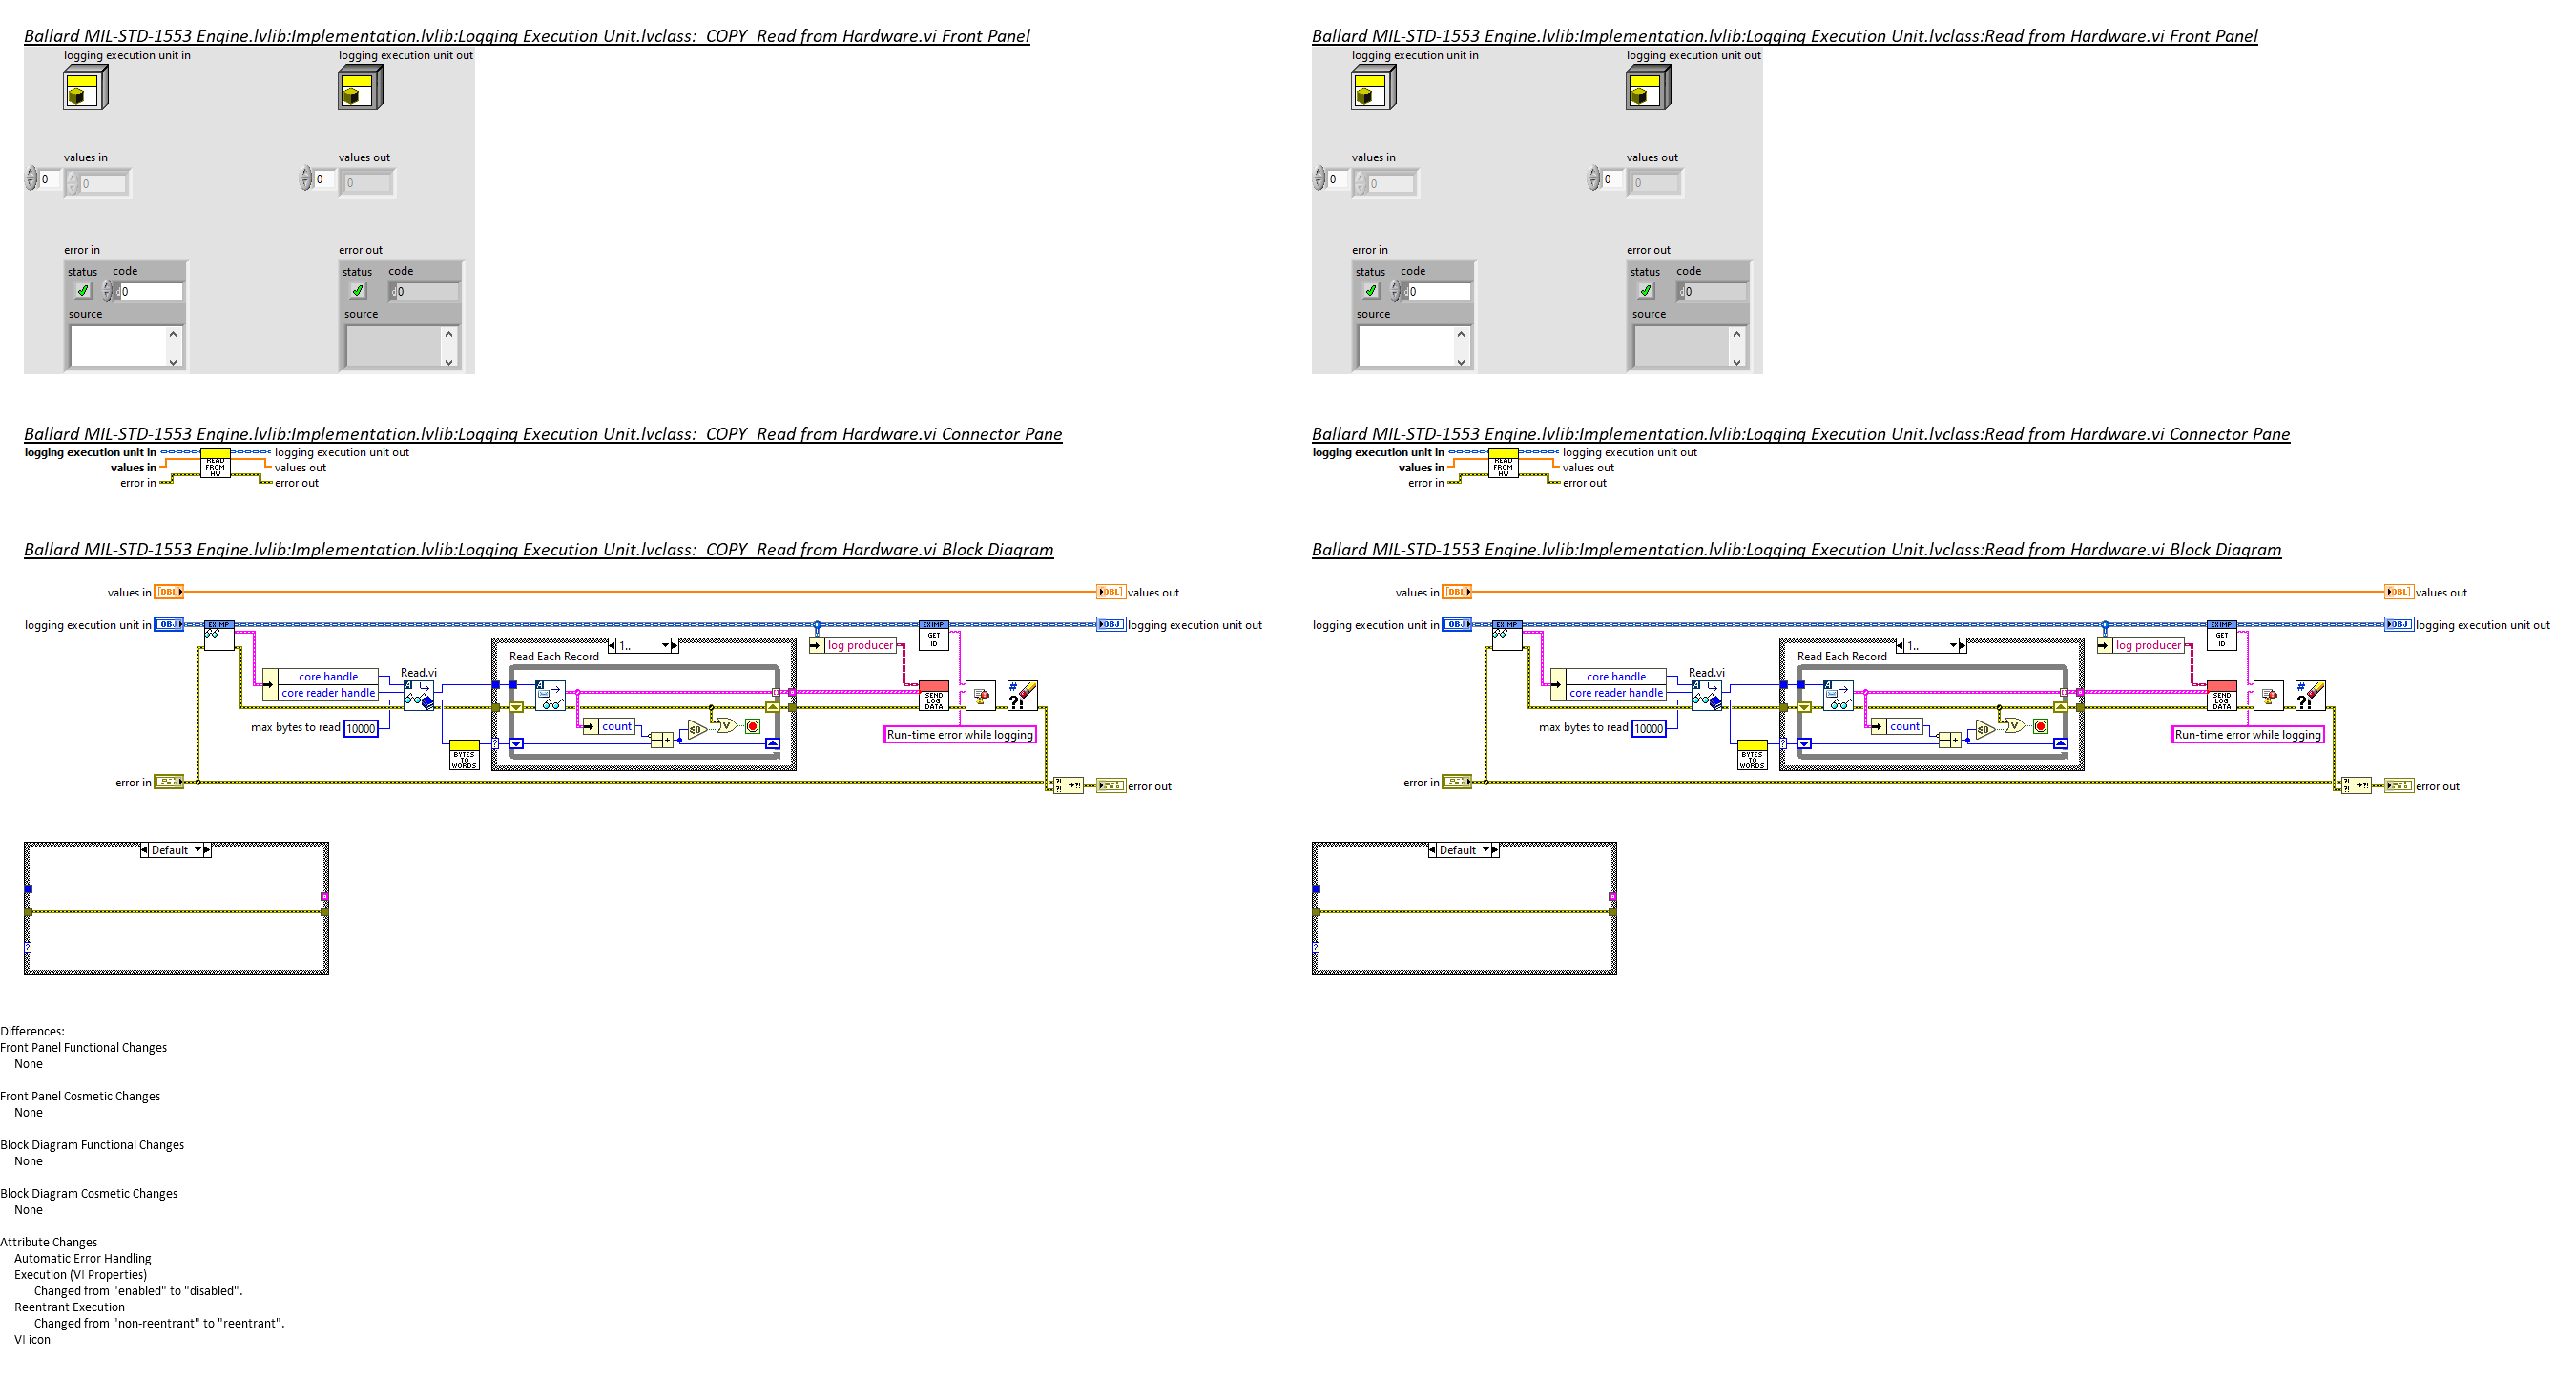 Ballard MIL-STD-1553 Engine.lvlib:Implementation.lvlib:Logging Execution Unit.lvclass:_COPY_Read from Hardware.vi Front Panel
logging execution unit in
logging execution unit out
values in
values out
0
0
0
0
error in
error out
status code
status code
0
0
source
source
Ballard MIL-STD-1553 Engine.lvlib:Implementation.lvlib:Logging Execution Unit.lvclass:_COPY_Read from Hardware.vi Connector Pane
logging execution unit in
logging execution unit out
values in
READ FROM HW
values out
error in
error out
Ballard MIL-STD-1553 Engine.lvlib:Implementation.lvlib:Logging Execution Unit.lvclass:_COPY_Read from Hardware.vi Block Diagram
values in
DBL
DBL
values out
logging execution unit in
OBJ
EXIMP
EXIMP
GET
ID
OBJ
logging execution unit out
1..
log producer
Read Each Record
core handle
core reader handle
Read.vi
SEND
LOG
DATA
#
?!
max bytes to read
10000
count
≤0
V
Run-time error while logging
BYTES
TO
WORDS
?
error in
error out
Default
?
Ballard MIL-STD-1553 Engine.lvlib:Implementation.lvlib:Logging Execution Unit.lvclass:Read from Hardware.vi Front Panel
logging execution unit in
logging execution unit out
values in
values out
0
0
0
0
error in
error out
status code
status code
0
0
source
source
Ballard MIL-STD-1553 Engine.lvlib:Implementation.lvlib:Logging Execution Unit.lvclass:Read from Hardware.vi Connector Pane
logging execution unit in
logging execution unit out
values in
READ FROM HW
values out
error in
error out
Ballard MIL-STD-1553 Engine.lvlib:Implementation.lvlib:Logging Execution Unit.lvclass:Read from Hardware.vi Block Diagram
values in
DBL
DBL
values out
logging execution unit in
OBJ
EXIMP
EXIMP
GET
ID
OBJ
logging execution unit out
1..
log producer
Read Each Record
core handle
core reader handle
Read.vi
SEND
LOG
DATA
#
?!
max bytes to read
10000
count
≤0
V
Run-time error while logging
BYTES
TO
WORDS
?
error in
error out
Default
?
Differences:
Front Panel Functional Changes
None
Front Panel Cosmetic Changes
None
Block Diagram Functional Changes
None
Block Diagram Cosmetic Changes
None
Attribute Changes
Automatic Error Handling
Execution (VI Properties)
Changed from "enabled" to "disabled".
Reentrant Execution
Changed from "non-reentrant" to "reentrant".
VI icon